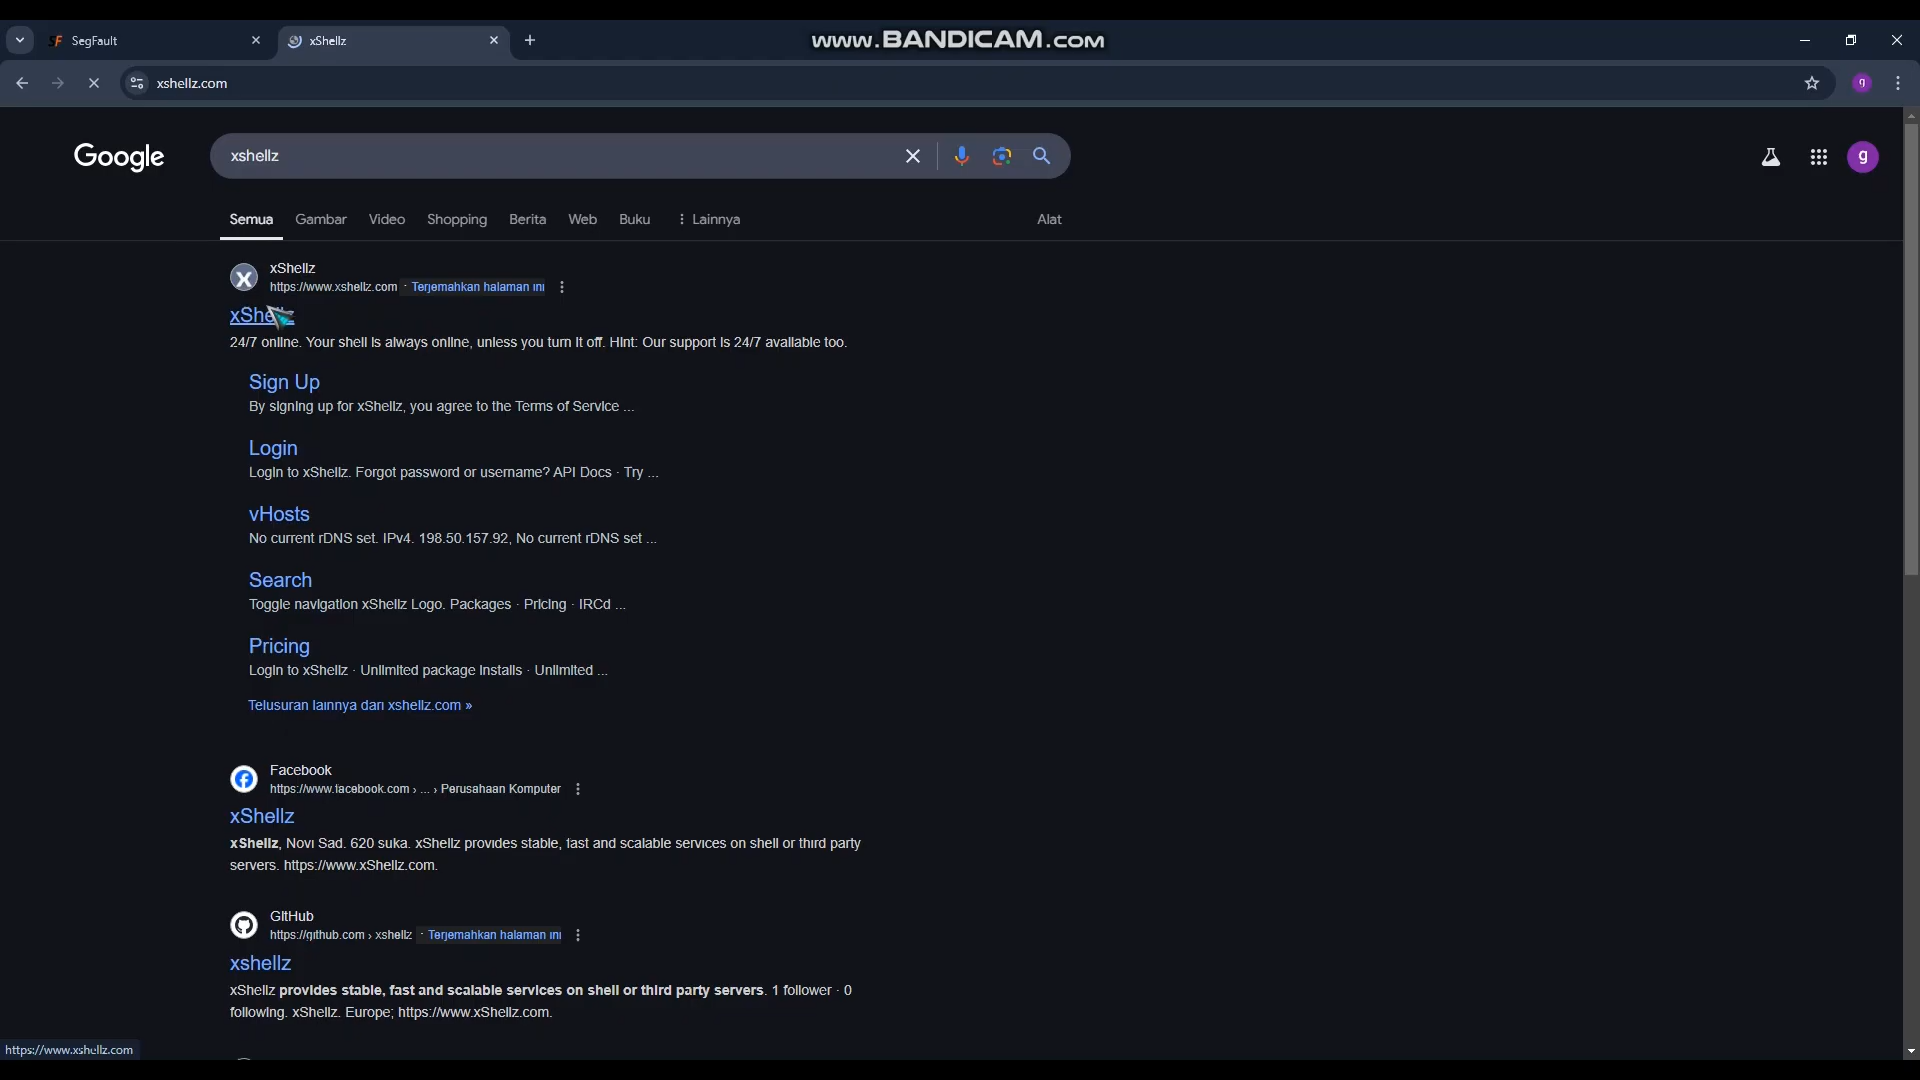 SegFault
xShellz
www.BANDICAM.com
xshellz.com
g
Google
xshellz
g
Semua
Gambar
Video
Shopping
Berita
Web
Buku
Lainnya
Alat
xShellz
https://www.xshellz.com · Terjemahkan halaman ini
xShellz
24/7 online. Your shell is always online, unless you turn it off. Hint: Our support is 24/7 available too.
Sign Up
By signing up for xShellz, you agree to the Terms of Service ...
Login
Login to xShellz. Forgot password or username? API Docs · Try ...
vHosts
No current rDNS set. IPv4. 198.50.157.92, No current rDNS set ...
Search
Toggle navigation xShellz Logo. Packages · Pricing · IRCd ...
Pricing
Login to xShellz · Unlimited package installs · Unlimited ...
Telusuran lainnya dari xshellz.com »
Facebook
https://www.facebook.com › ... › Perusahaan Komputer
xShellz
xShellz, Novi Sad. 620 suka. xShellz provides stable, fast and scalable services on shell or third party
servers. https://www.xShellz.com.
GitHub
https://github.com › xshellz · Terjemahkan halaman ini
xshellz
xShellz provides stable, fast and scalable services on shell or third party servers. 1 follower · 0
following. xShellz. Europe; https://www.xShellz.com.
https://www.xshellz.com